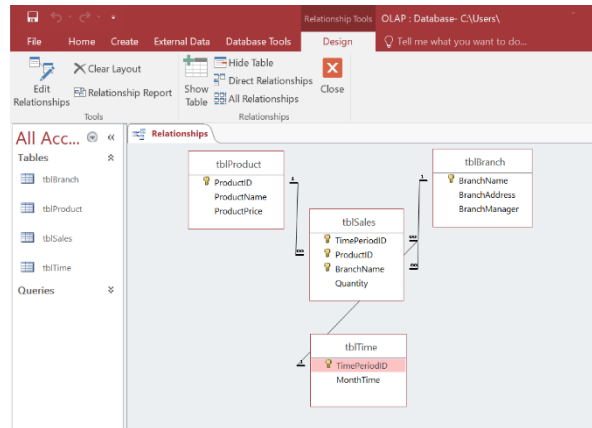 Relationship Tools OLAP : Database- C:\Users\
File Home Create External Data Database Tools Design Tell me what you want to do...
Edit Relationships
Clear Layout
Relationship Report
Tools
Show Table
Hide Table
Direct Relationships
All Relationships
Relationships
Close
All Acc...
Tables
tblBranch
tblProduct
tblSales
tblTime
Queries
Relationships
tblProduct
ProductID
ProductName
ProductPrice
1
∞
tblSales
TimePeriodID
ProductID
BranchName
Quantity
∞
∞
tblBranch
BranchName
BranchAddress
BranchManager
1
tblTime
TimePeriodID
MonthTime
1